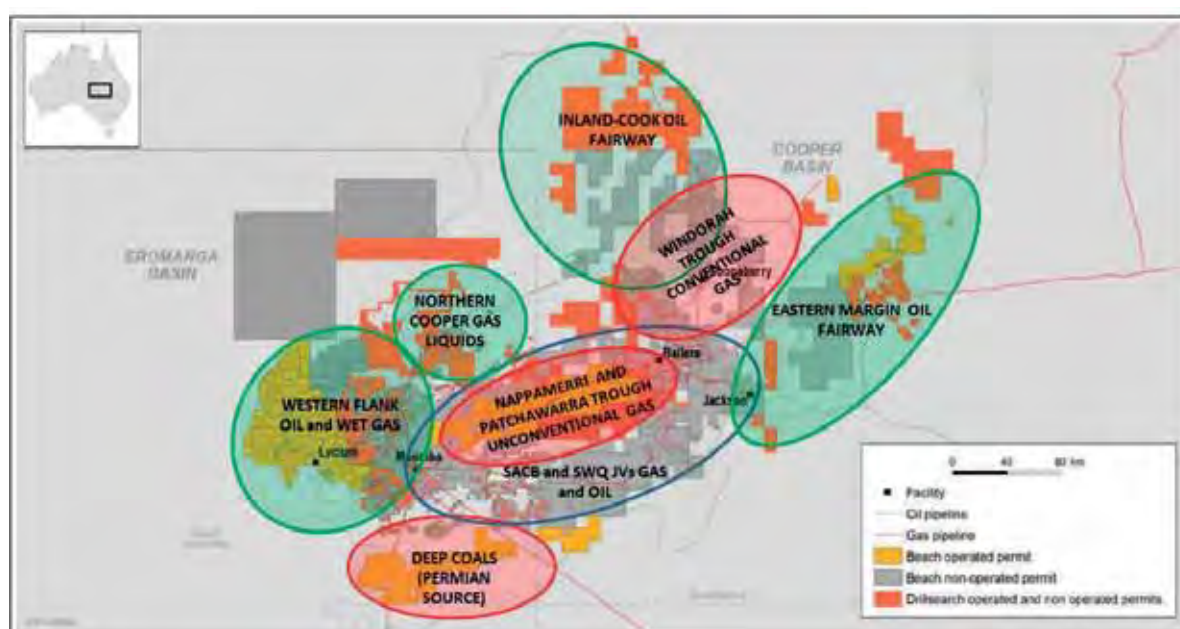 INLAND-COOK OIL
FAIRWAY
COOPER
BASIN
WINDORAH
TROUGH
CONVENTIONAL
GAS
EROMANGA
BASIN
NORTHERN
COOPER GAS
LIQUIDS
EASTERN MARGIN OIL
FAIRWAY
Ballera
NAPPAMERRI AND
PATCHAWARRA TROUGH
UNCONVENTIONAL GAS
Jackson
WESTERN FLANK
OIL and WET GAS
Lycium
Moomba
SACB and SWQ JVs GAS
and OIL
DEEP COALS
(PERMIAN
SOURCE)
0 40 80 km
Facility
Oil pipeline
Gas pipeline
Beach operated permit
Beach non-operated permit
Drillsearch operated and non operated permits